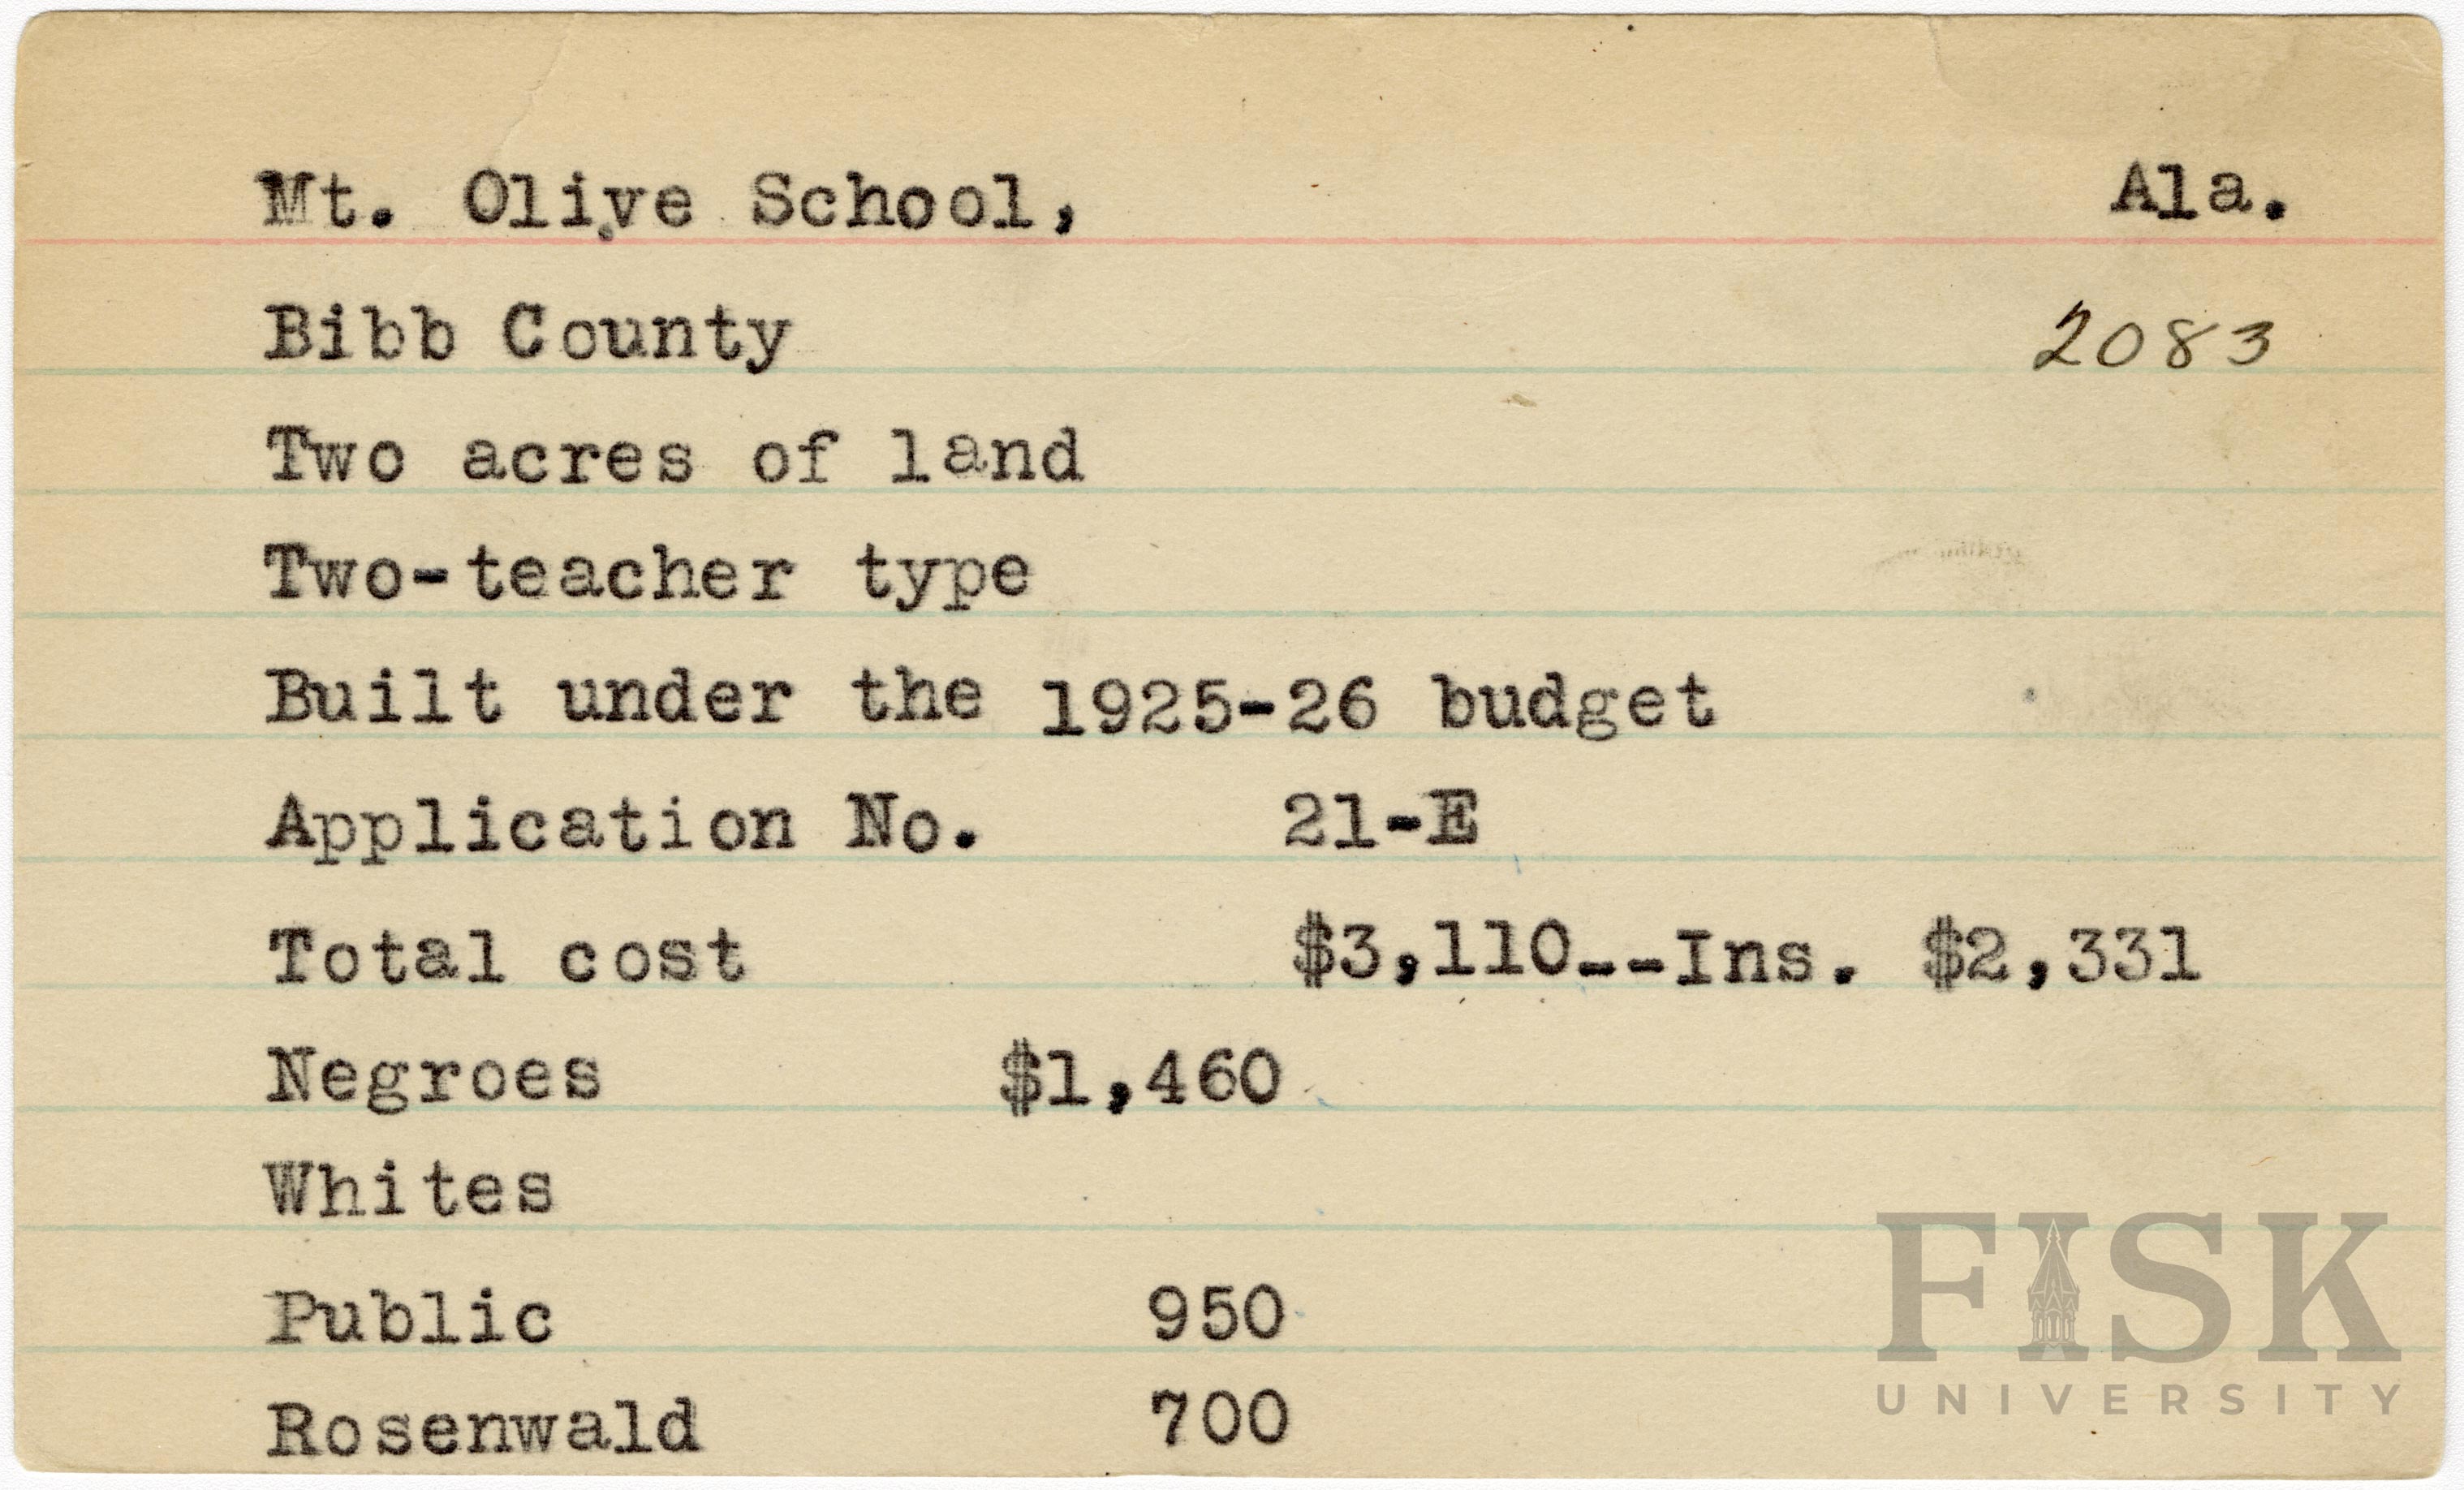 Mt. Olive School, Ala.
Bibb County 2083
Two acres of land
Two-teacher type
Built under the 1925-26 budget
Application No. 21-E
Total cost $3,110--Ins. $2,331
Negroes $1,460
Whites
Public 950
Rosenwald 700
FISK
UNIVERSITY